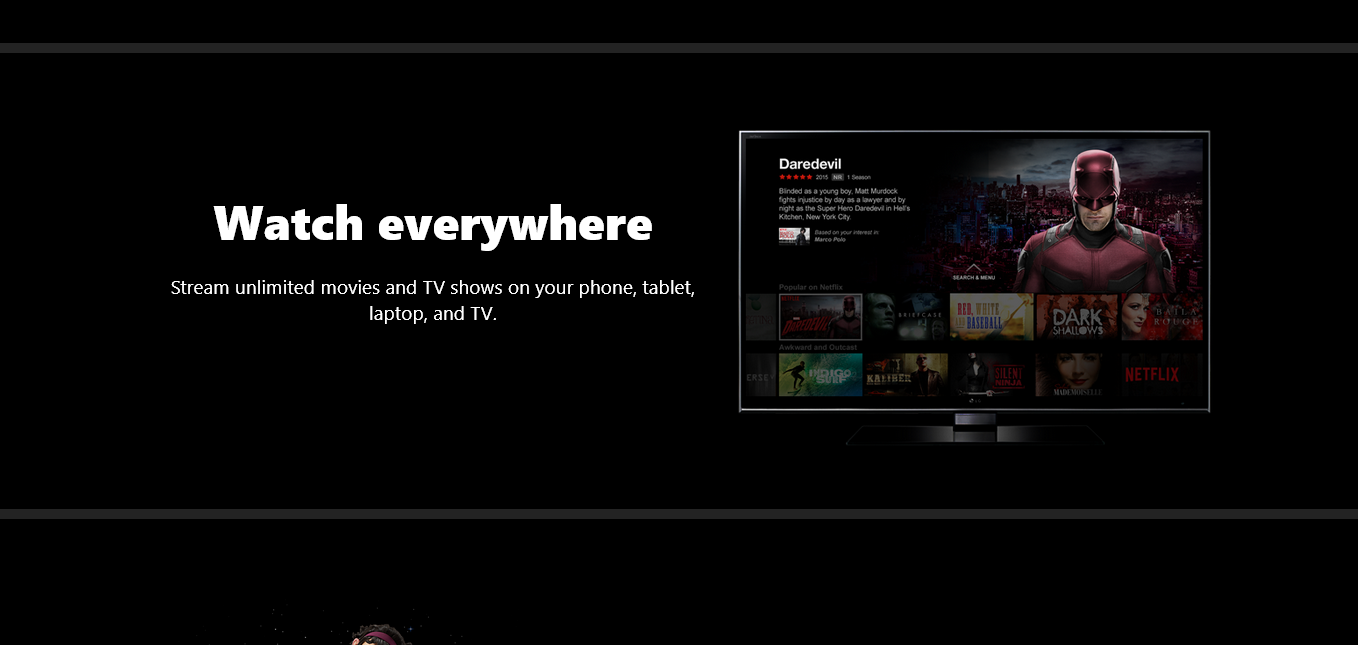 Watch everywhere
Stream unlimited movies and TV shows on your phone, tablet,
laptop, and TV.
Daredevil
2015 NR 1 Season
Blinded as a young boy, Matt Murdock
fights injustice by day as a lawyer and by
night as the Super Hero Daredevil in Hell's
Kitchen, New York City.
Based on your interest in:
Marco Polo
SEARCH & MENU
Popular on Netflix
DAREDEVIL
BRIEFCASE
RED, WHITE
AND BASEBALL
DARK
SHALLOWS
BAILA
ROUGE
Awkward and Outcast
INDIGO
SURF
KALIBER
SILENT
NINJA
MADEMOISELLE
NETFLIX